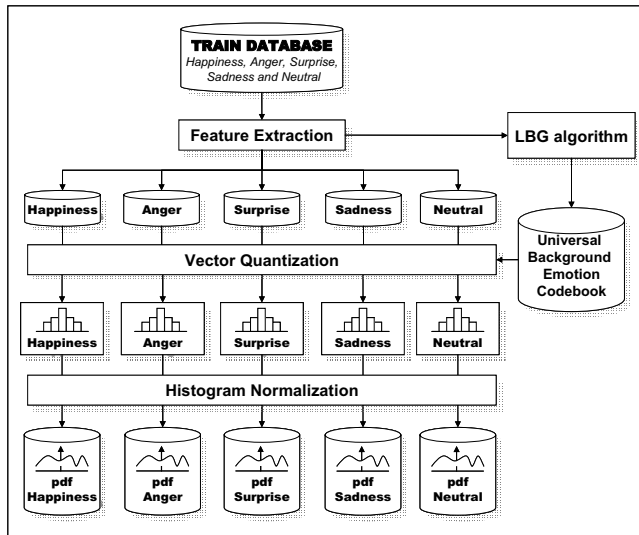 TRAIN DATABASE
Happiness, Anger, Surprise,
Sadness and Neutral
Feature Extraction
LBG algorithm
Happiness
Anger
Surprise
Sadness
Neutral
Universal
Background
Emotion
Codebook
Vector Quantization
Happiness
Anger
Surprise
Sadness
Neutral
Histogram Normalization
pdf
Happiness
pdf
Anger
pdf
Surprise
pdf
Sadness
pdf
Neutral